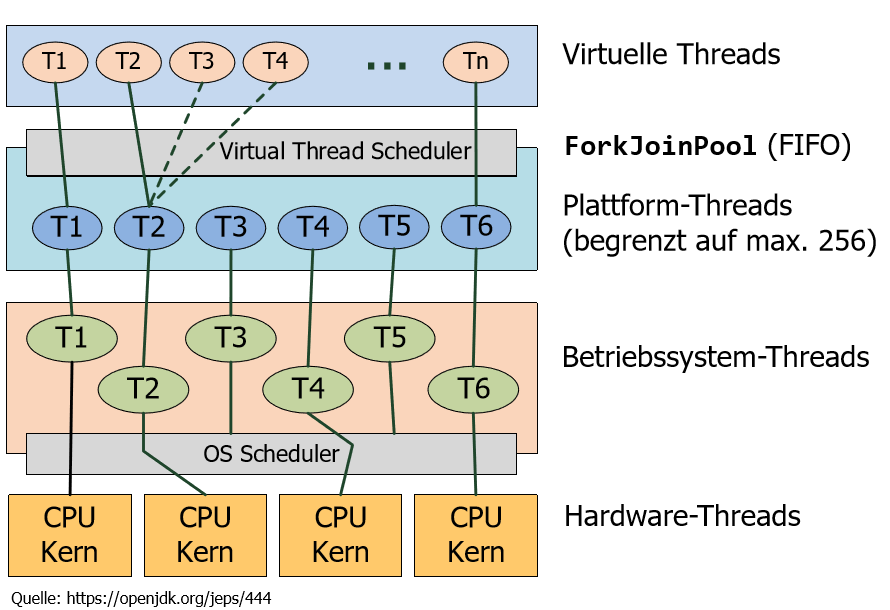 T1 T2 T3 T4 ... Tn
Virtuelle Threads
Virtual Thread Scheduler
ForkJoinPool (FIFO)
T1 T2 T3 T4 T5 T6
Plattform-Threads
(begrenzt auf max. 256)
T1 T3 T5
T2 T4 T6
Betriebssystem-Threads
OS Scheduler
CPU CPU CPU CPU
Kern Kern Kern Kern
Hardware-Threads
Quelle: https://openjdk.org/jeps/444